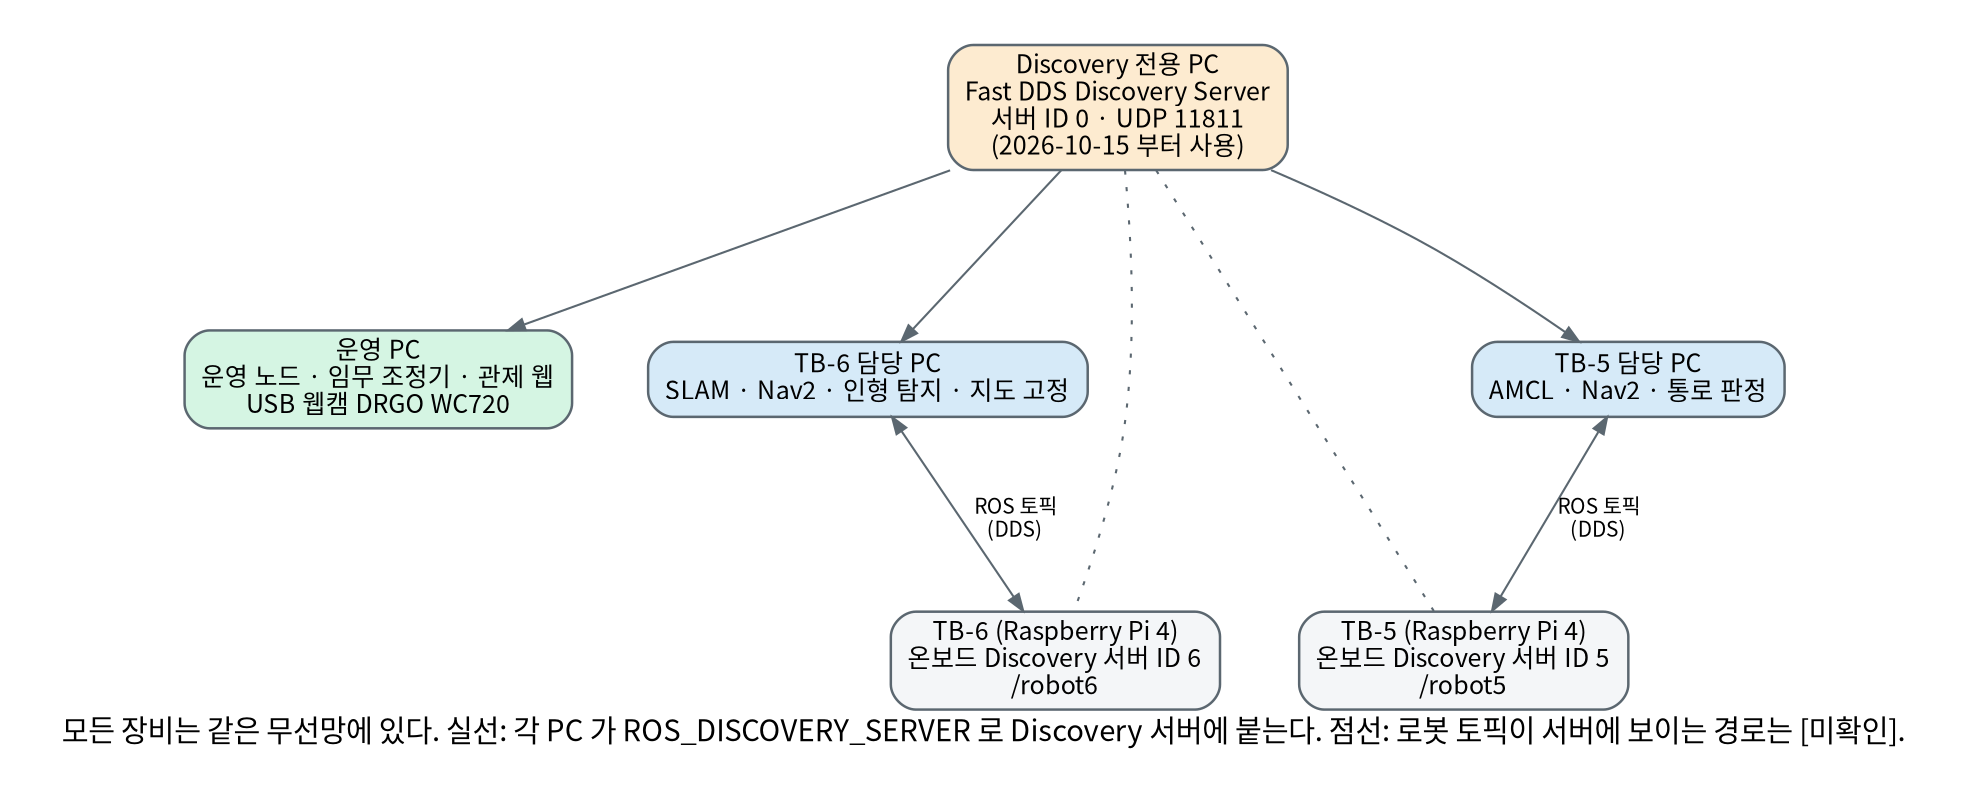 Discovery 전용 PC
Fast DDS Discovery Server
서버 ID 0 · UDP 11811
(2026-10-15 부터 사용)
운영 PC
운영 노드 · 임무 조정기 · 관제 웹
USB 웹캠 DRGO WC720
TB-6 담당 PC
SLAM · Nav2 · 인형 탐지 · 지도 고정
TB-5 담당 PC
AMCL · Nav2 · 통로 판정
ROS 토픽
(DDS)
ROS 토픽
(DDS)
TB-6 (Raspberry Pi 4)
온보드 Discovery 서버 ID 6
/robot6
TB-5 (Raspberry Pi 4)
온보드 Discovery 서버 ID 5
/robot5
모든 장비는 같은 무선망에 있다. 실선: 각 PC 가 ROS_DISCOVERY_SERVER 로 Discovery 서버에 붙는다. 점선: 로봇 토픽이 서버에 보이는 경로는 [미확인].